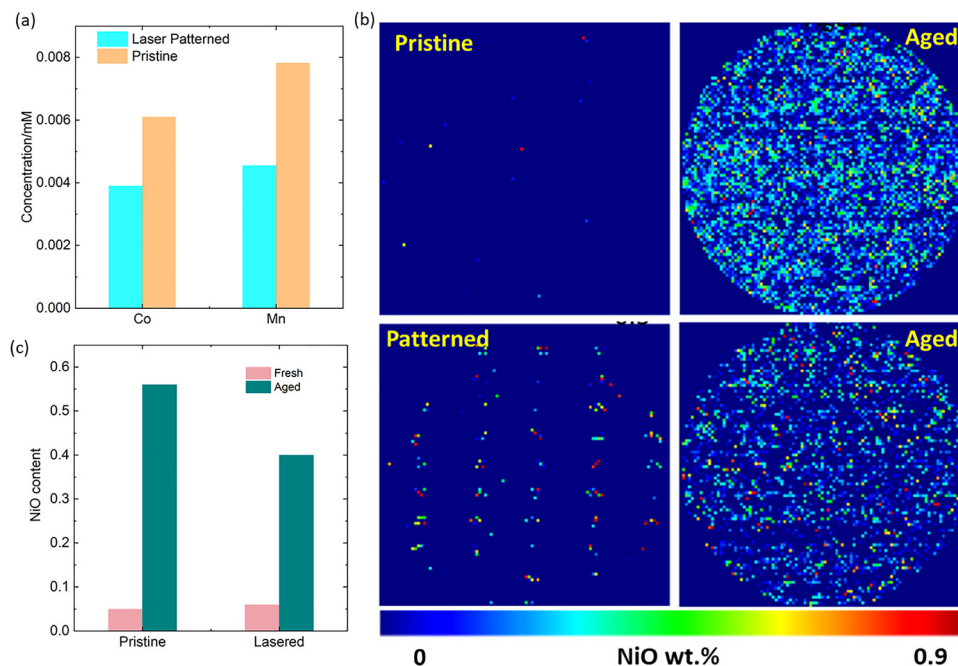 (a)
Laser Patterned
Pristine
0.008
0.006
0.004
0.002
0.000
Concentration/mM
Co
Mn
(b)
Pristine
Aged
Patterned
Aged
0
NiO wt.%
0.9
(c)
Fresh
Aged
0.6
0.5
0.4
0.3
0.2
0.1
0.0
NiO content
Pristine
Lasered